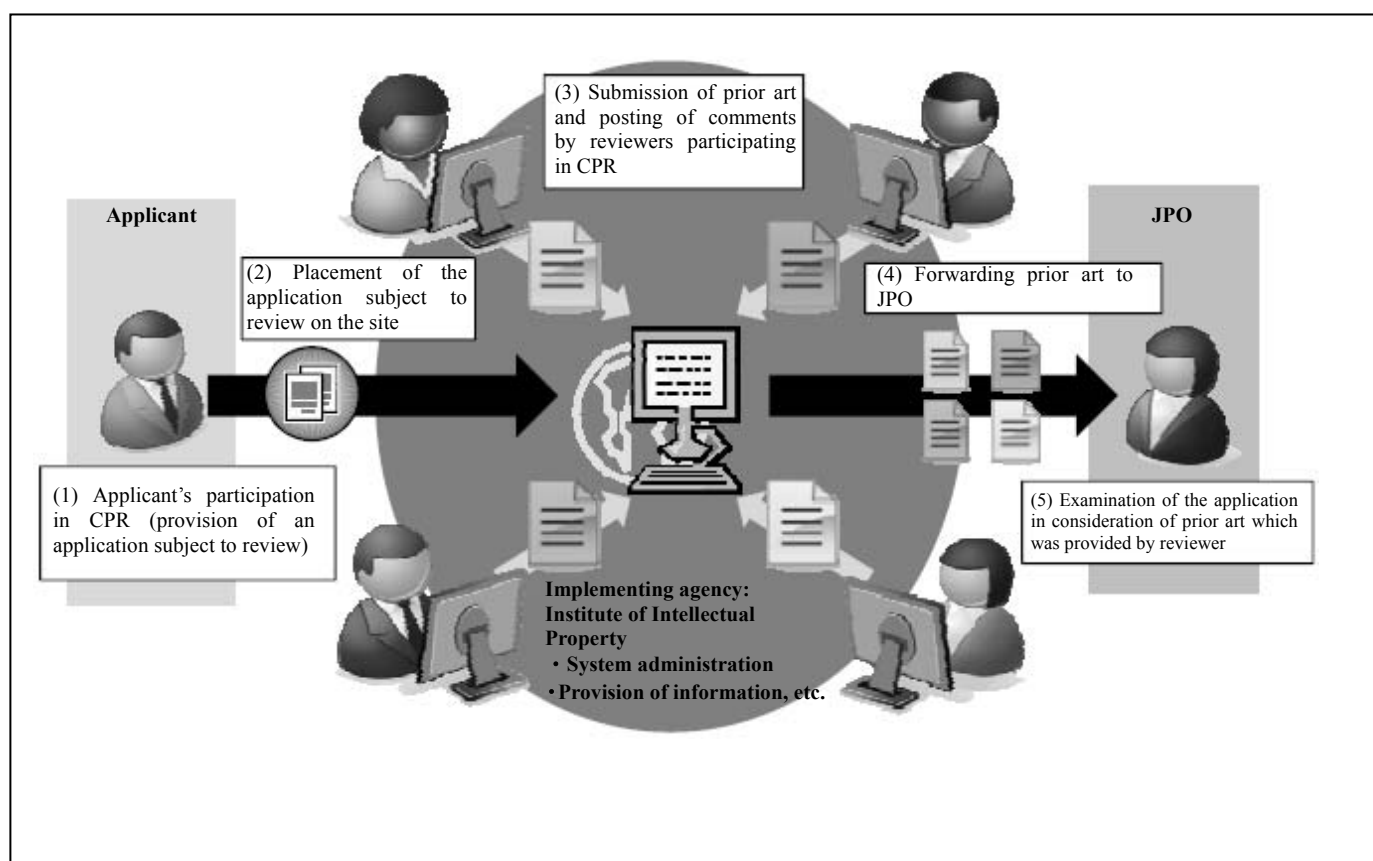 Applicant
(1) Applicant’s participation
in CPR (provision of an
application subject to review)
(2) Placement of the
application subject to
review on the site
(3) Submission of prior art
and posting of comments
by reviewers participating
in CPR
Implementing agency:
Institute of Intellectual
Property
・System administration
・Provision of information, etc.
(4) Forwarding prior art to
JPO
JPO
(5) Examination of the application
in consideration of prior art which
was provided by reviewer